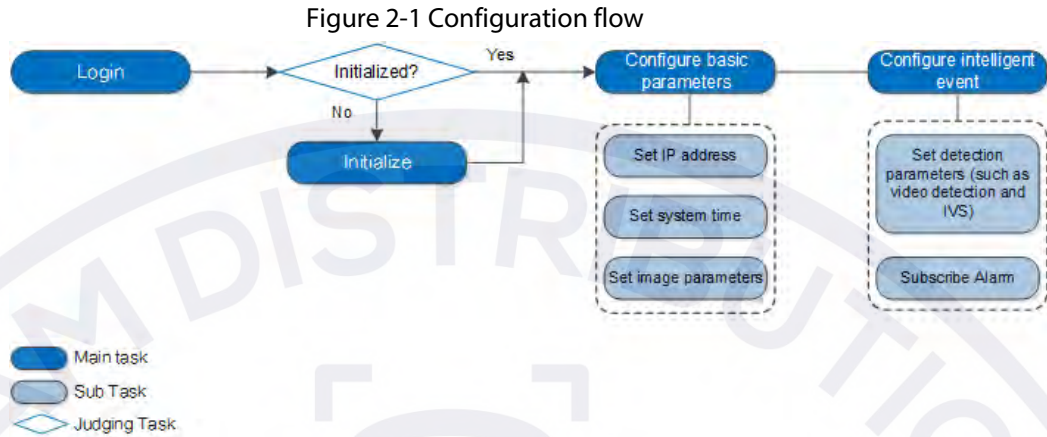 Figure 2-1 Configuration flow
Login
Initialized?
Yes
No
Initialize
Configure basic
parameters
Set IP address
Set system time
Set image parameters
Configure intelligent
event
Set detection
parameters (such as
video detection and
IVS)
Subscribe Alarm
Main task
Sub Task
Judging Task
AM DISTRIBUTIO